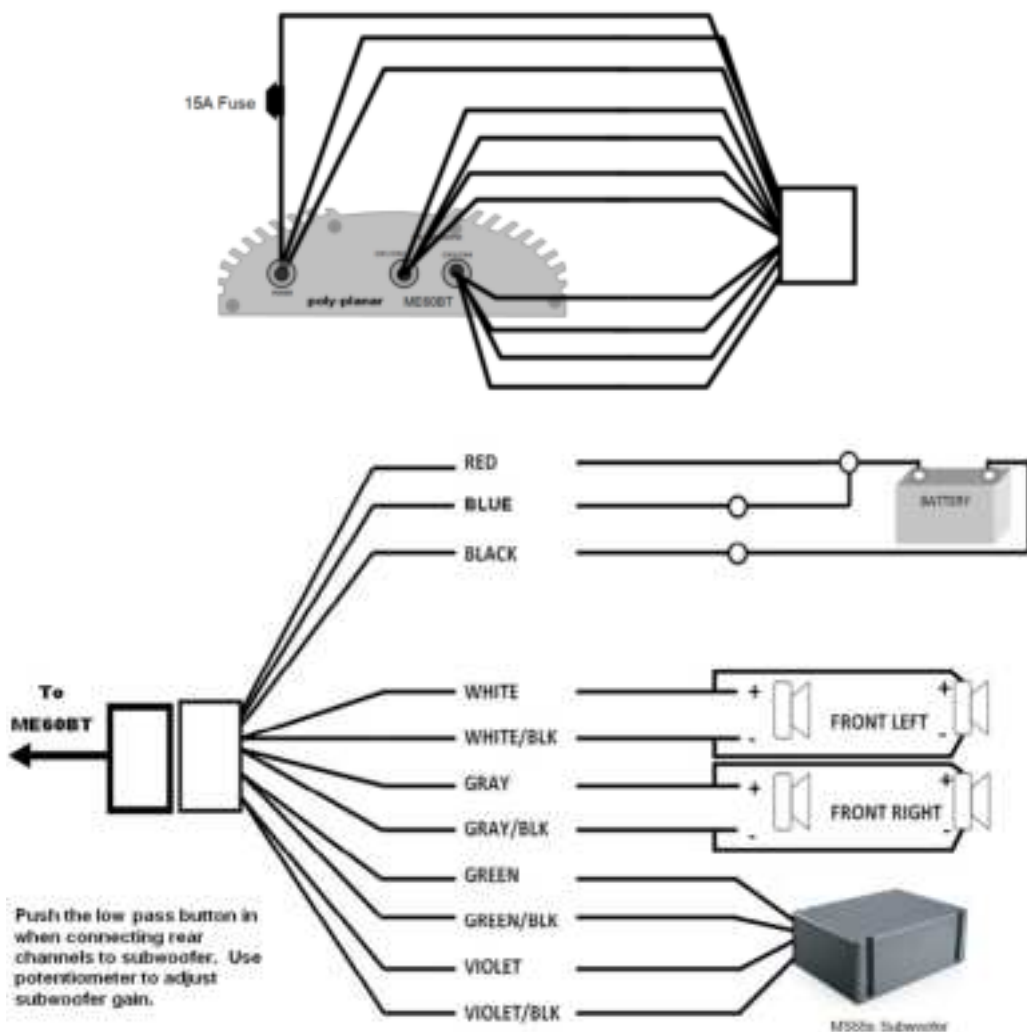 15A Fuse
poly-planar ME60BT
RED
BLUE
BLACK
BATTERY
To
ME60BT
WHITE
WHITE/BLK
GRAY
GRAY/BLK
GREEN
GREEN/BLK
VIOLET
VIOLET/BLK
+ +
FRONT LEFT
- -
+ +
FRONT RIGHT
- -
Push the low pass button in
when connecting rear
channels to subwoofer. Use
potentiometer to adjust
subwoofer gain.
Subwoofer